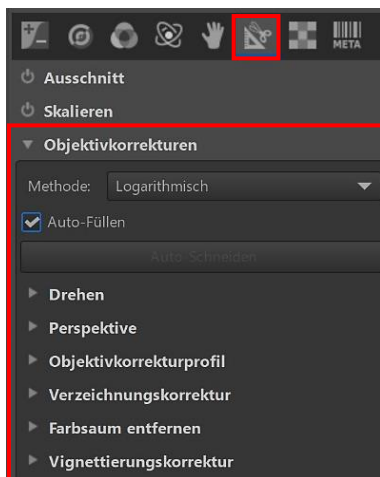 META
Ausschnitt
Skalieren
Objektivkorrekturen
Methode: Logarithmisch
Auto-Füllen
Auto Schneiden
Drehen
Perspektive
Objektivkorrekturprofil
Verzeichnungskorrektur
Farbsaum entfernen
Vignettierungskorrektur